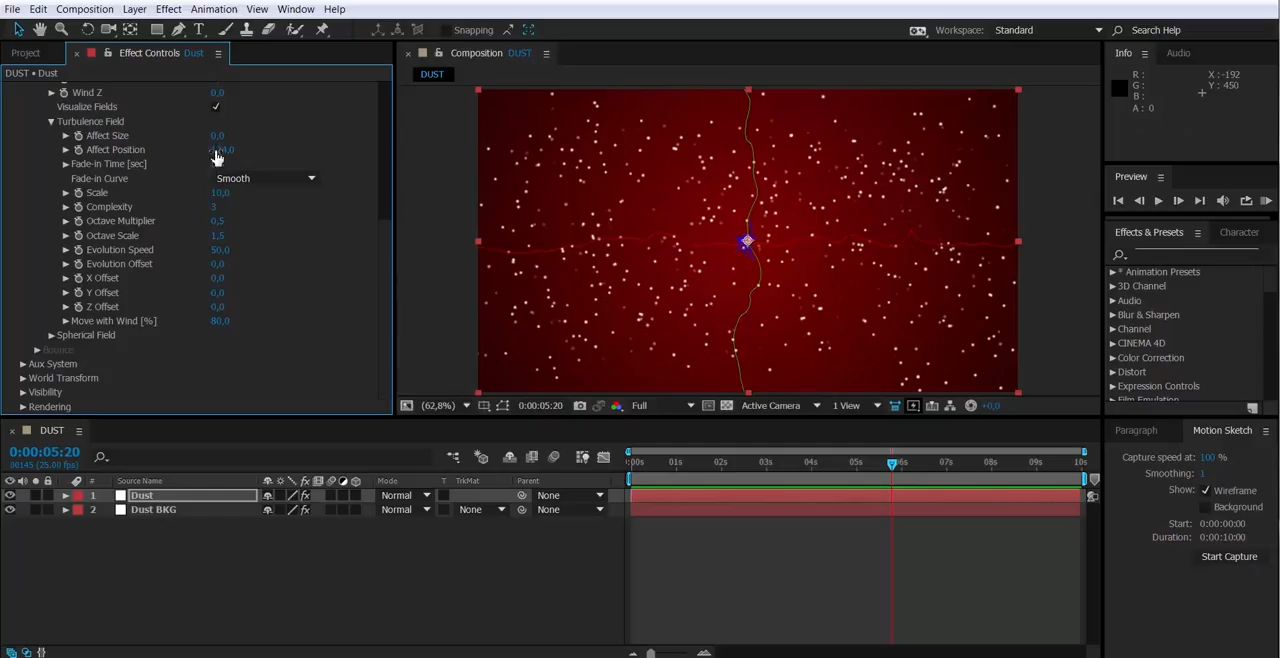 File Edit Composition Layer Effect Animation View Window Help
Snapping
Workspace: Standard
Search Help
Project
Effect Controls Dust
Composition DUST
Info
Audio
DUST • Dust
DUST
Wind Z 0,0
Visualize Fields
Turbulence Field
Affect Size 0,0
Affect Position
Fade-in Time [sec]
Fade-in Curve Smooth
Scale 10,0
Complexity 3
Octave Multiplier 0,5
Octave Scale 1,5
Evolution Speed 50,0
Evolution Offset 0,0
X Offset 0,0
Y Offset 0,0
Z Offset 0,0
Move with Wind [%] 80,0
Spherical Field
Bounce
Aux System
World Transform
Visibility
Rendering
R :
G :
B :
A : 0
X : -192
Y : 450
Preview
Effects & Presets
Character
* Animation Presets
3D Channel
Audio
Blur & Sharpen
Channel
CINEMA 4D
Color Correction
Distort
Expression Controls
Film Emulation
(62,8%)
0:00:05:20
Full
Active Camera
1 View
+0,0
DUST
0:00:05:20
00145 (25.00 fps)
:00s 01s 02s 03s 04s 05s 06s 07s 08s 09s 10s
# Source Name Mode T TrkMat Parent
1 Dust Normal None
2 Dust BKG Normal None None
Paragraph
Motion Sketch
Capture speed at: 100 %
Smoothing: 1
Show: Wireframe
Background
Start: 0:00:00:00
Duration: 0:00:10:00
Start Capture